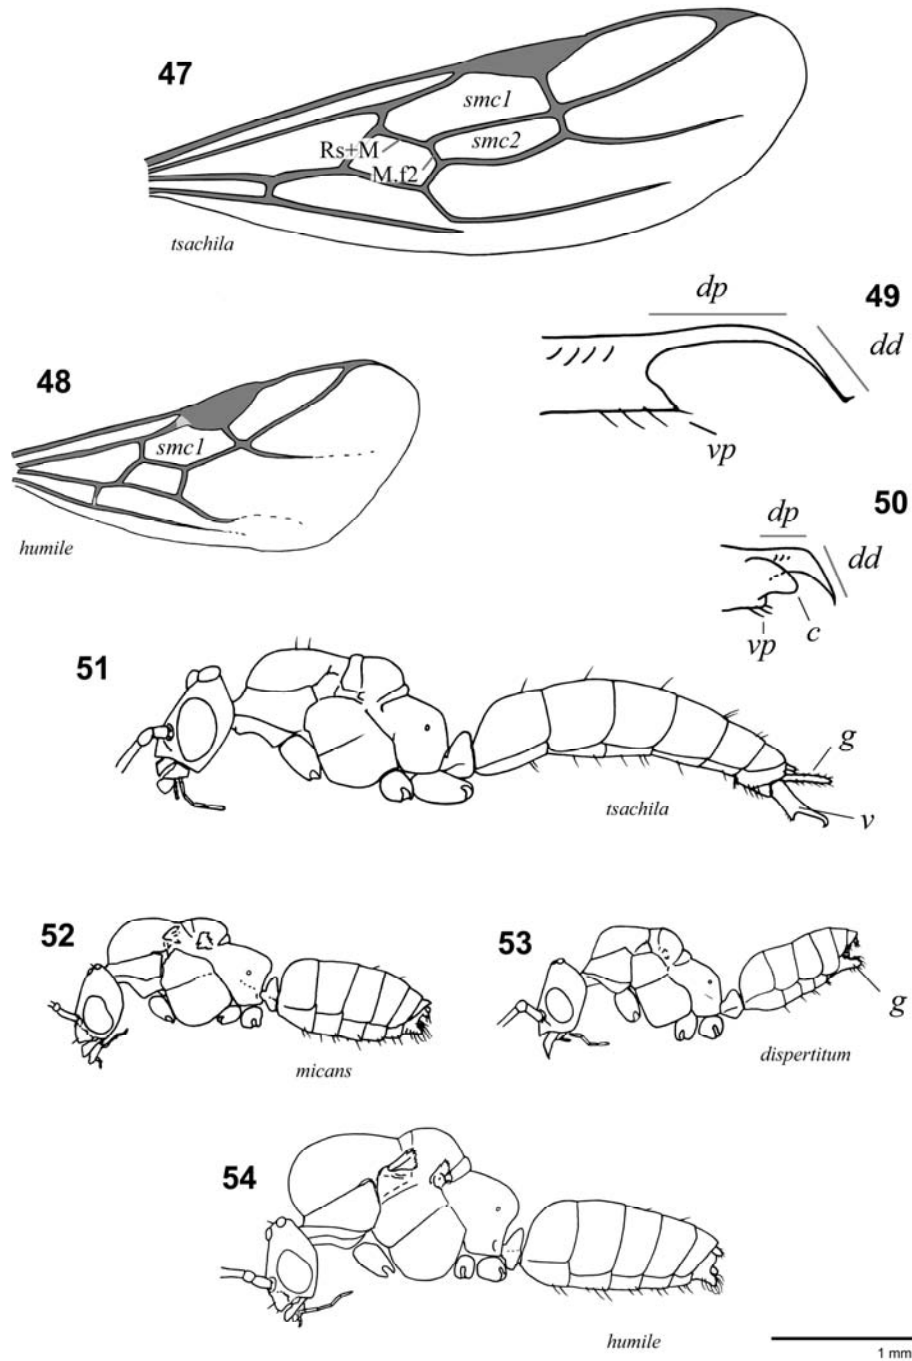 47
smc1
smc2
Rs+M
M.f2
tsachila
dp
49
dd
vp
48
smc1
humile
50
dp
dd
vp
c
51
g
tsachila
v
52
micans
53
g
dispertitum
54
humile
1 mm